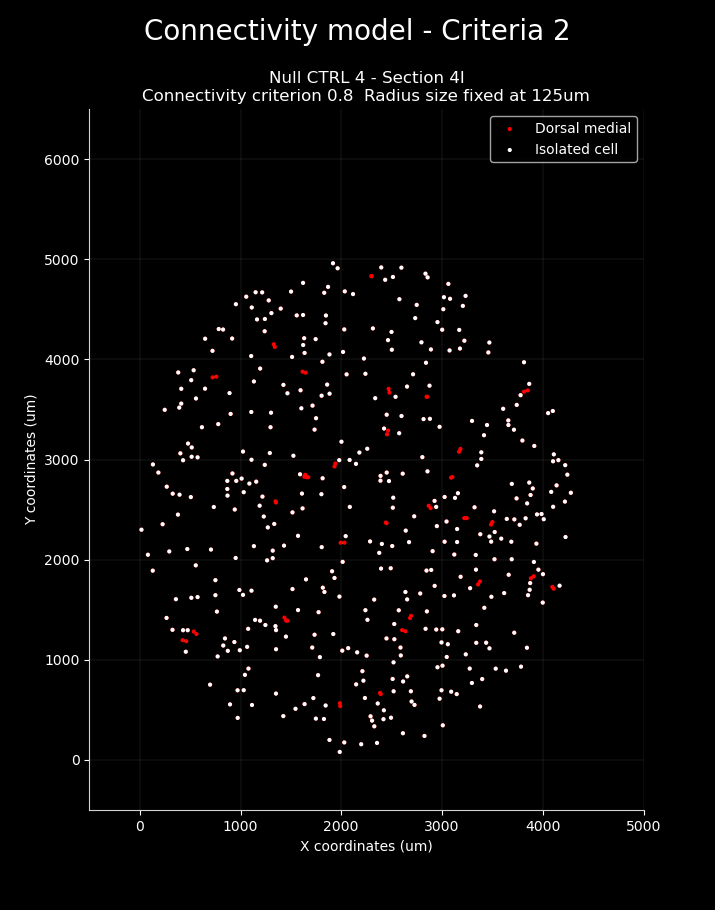 Connectivity model - Criteria 2
Null CTRL 4 - Section 4I
Connectivity criterion 0.8  Radius size fixed at 125um
Dorsal medial
Isolated cell
6000
5000
4000
3000
2000
1000
0
Y coordinates (um)
0 1000 2000 3000 4000 5000
X coordinates (um)